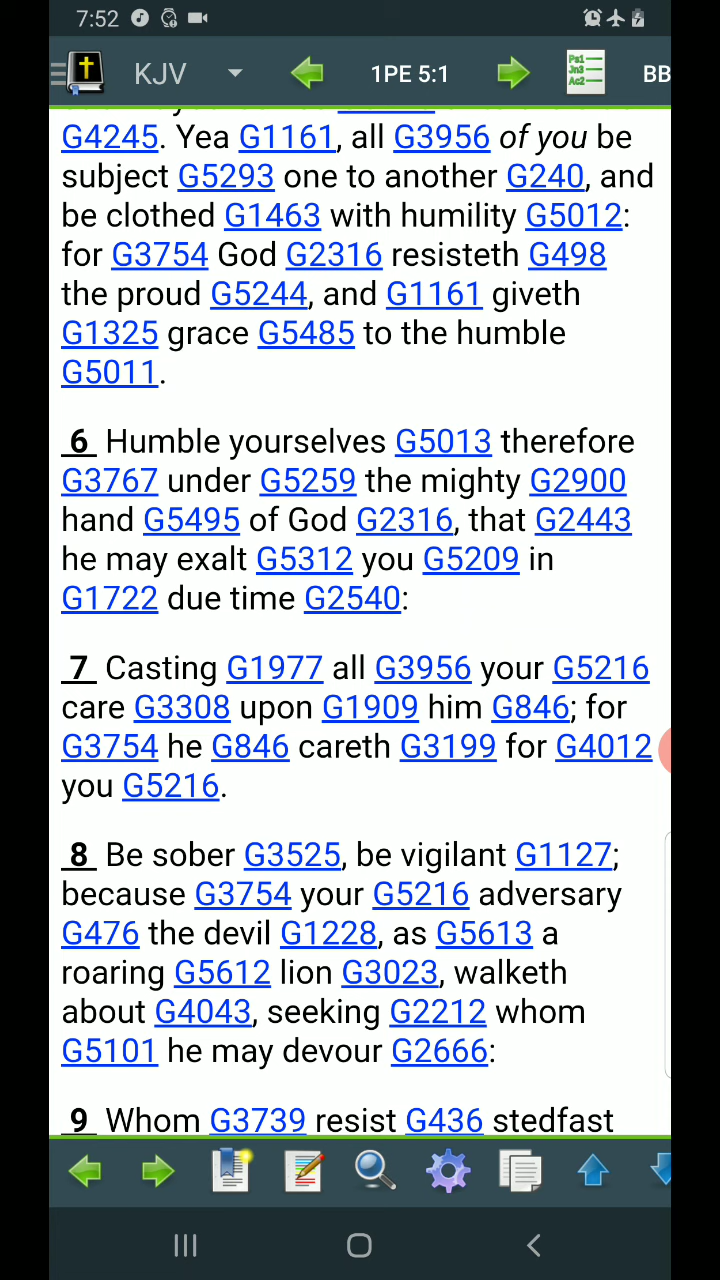 7:52
KJV
1PE 5:1
Ps1
Jn3
Ac2
BB
G4245. Yea G1161, all G3956 of you be
subject G5293 one to another G240, and
be clothed G1463 with humility G5012:
for G3754 God G2316 resisteth G498
the proud G5244, and G1161 giveth
G1325 grace G5485 to the humble
G5011.
6 Humble yourselves G5013 therefore
G3767 under G5259 the mighty G2900
hand G5495 of God G2316, that G2443
he may exalt G5312 you G5209 in
G1722 due time G2540:
7 Casting G1977 all G3956 your G5216
care G3308 upon G1909 him G846; for
G3754 he G846 careth G3199 for G4012
you G5216.
8 Be sober G3525, be vigilant G1127;
because G3754 your G5216 adversary
G476 the devil G1228, as G5613 a
roaring G5612 lion G3023, walketh
about G4043, seeking G2212 whom
G5101 he may devour G2666:
9 Whom G3739 resist G436 stedfast